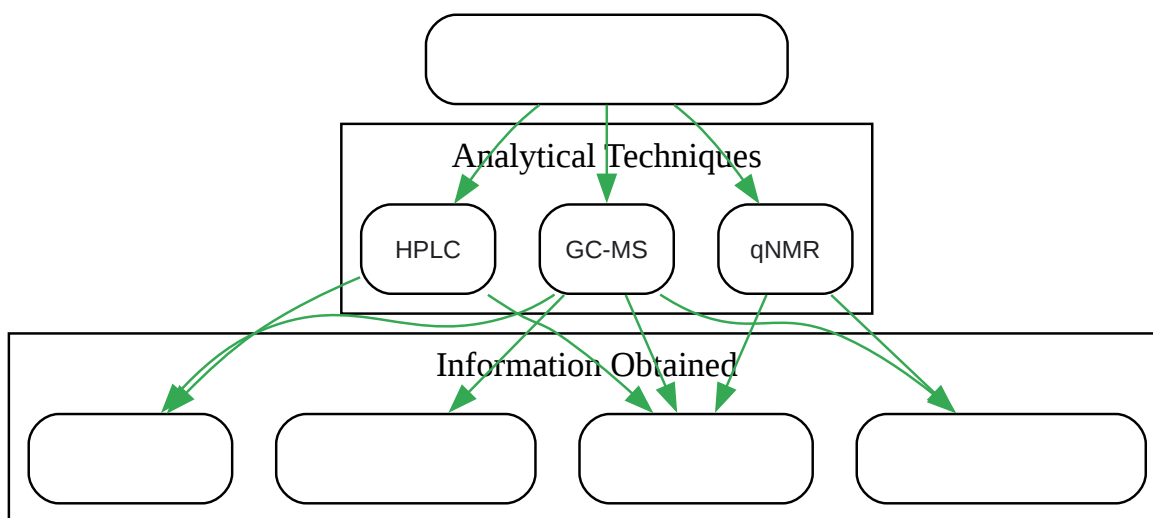 Analytical Techniques
HPLC
GC-MS
qNMR
Information Obtained